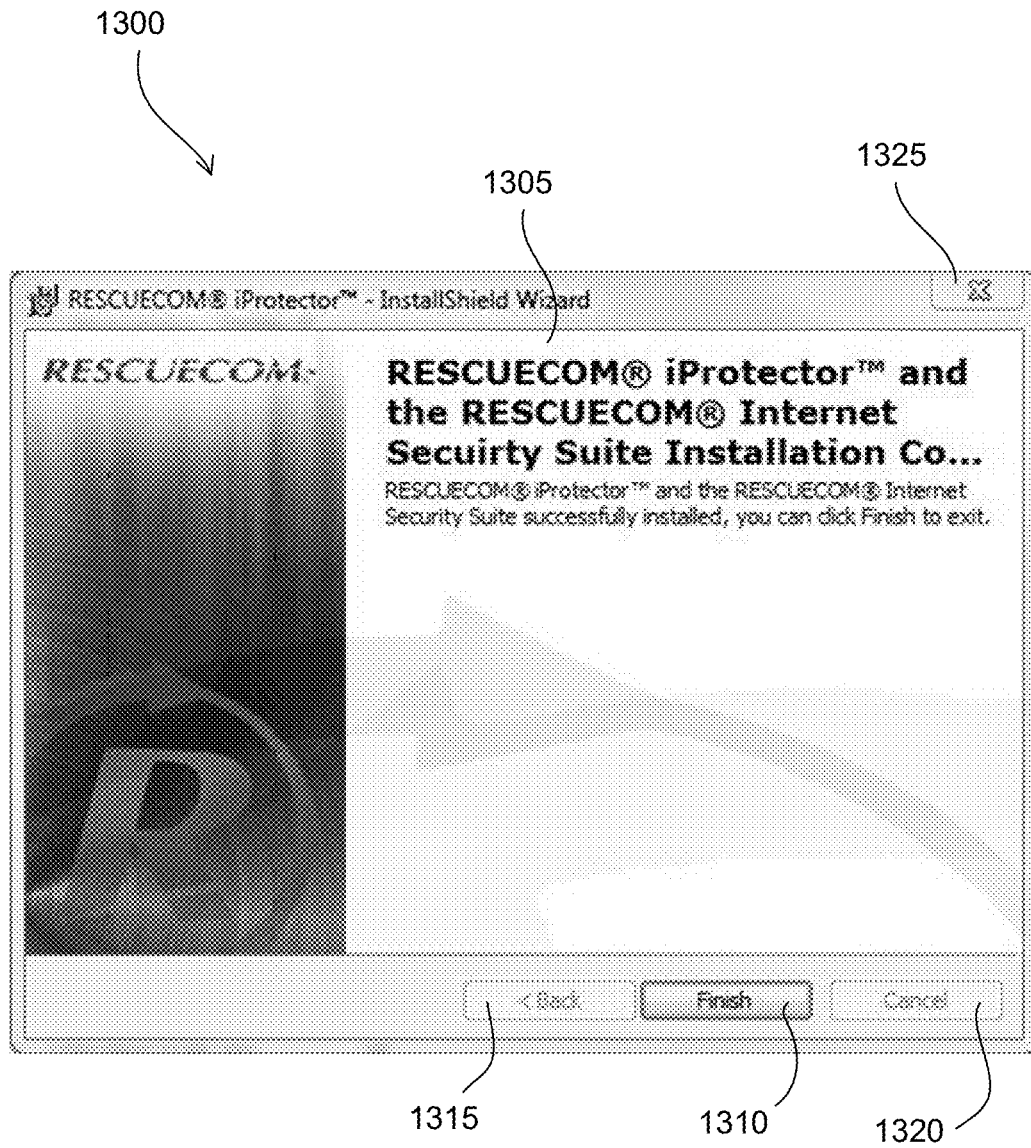 1300
1325
1305
RESCUECOM® iProtector™ - InstallShield Wizard
RESCUECOM
RESCUECOM® iProtector™ and
the RESCUECOM® Internet
Secuirty Suite Installation Co...
RESCUECOM® iProtector™ and the RESCUECOM® Internet
Security Suite successfully installed, you can click Finish to exit.
< Back
Finish
Cancel
1315
1310
1320